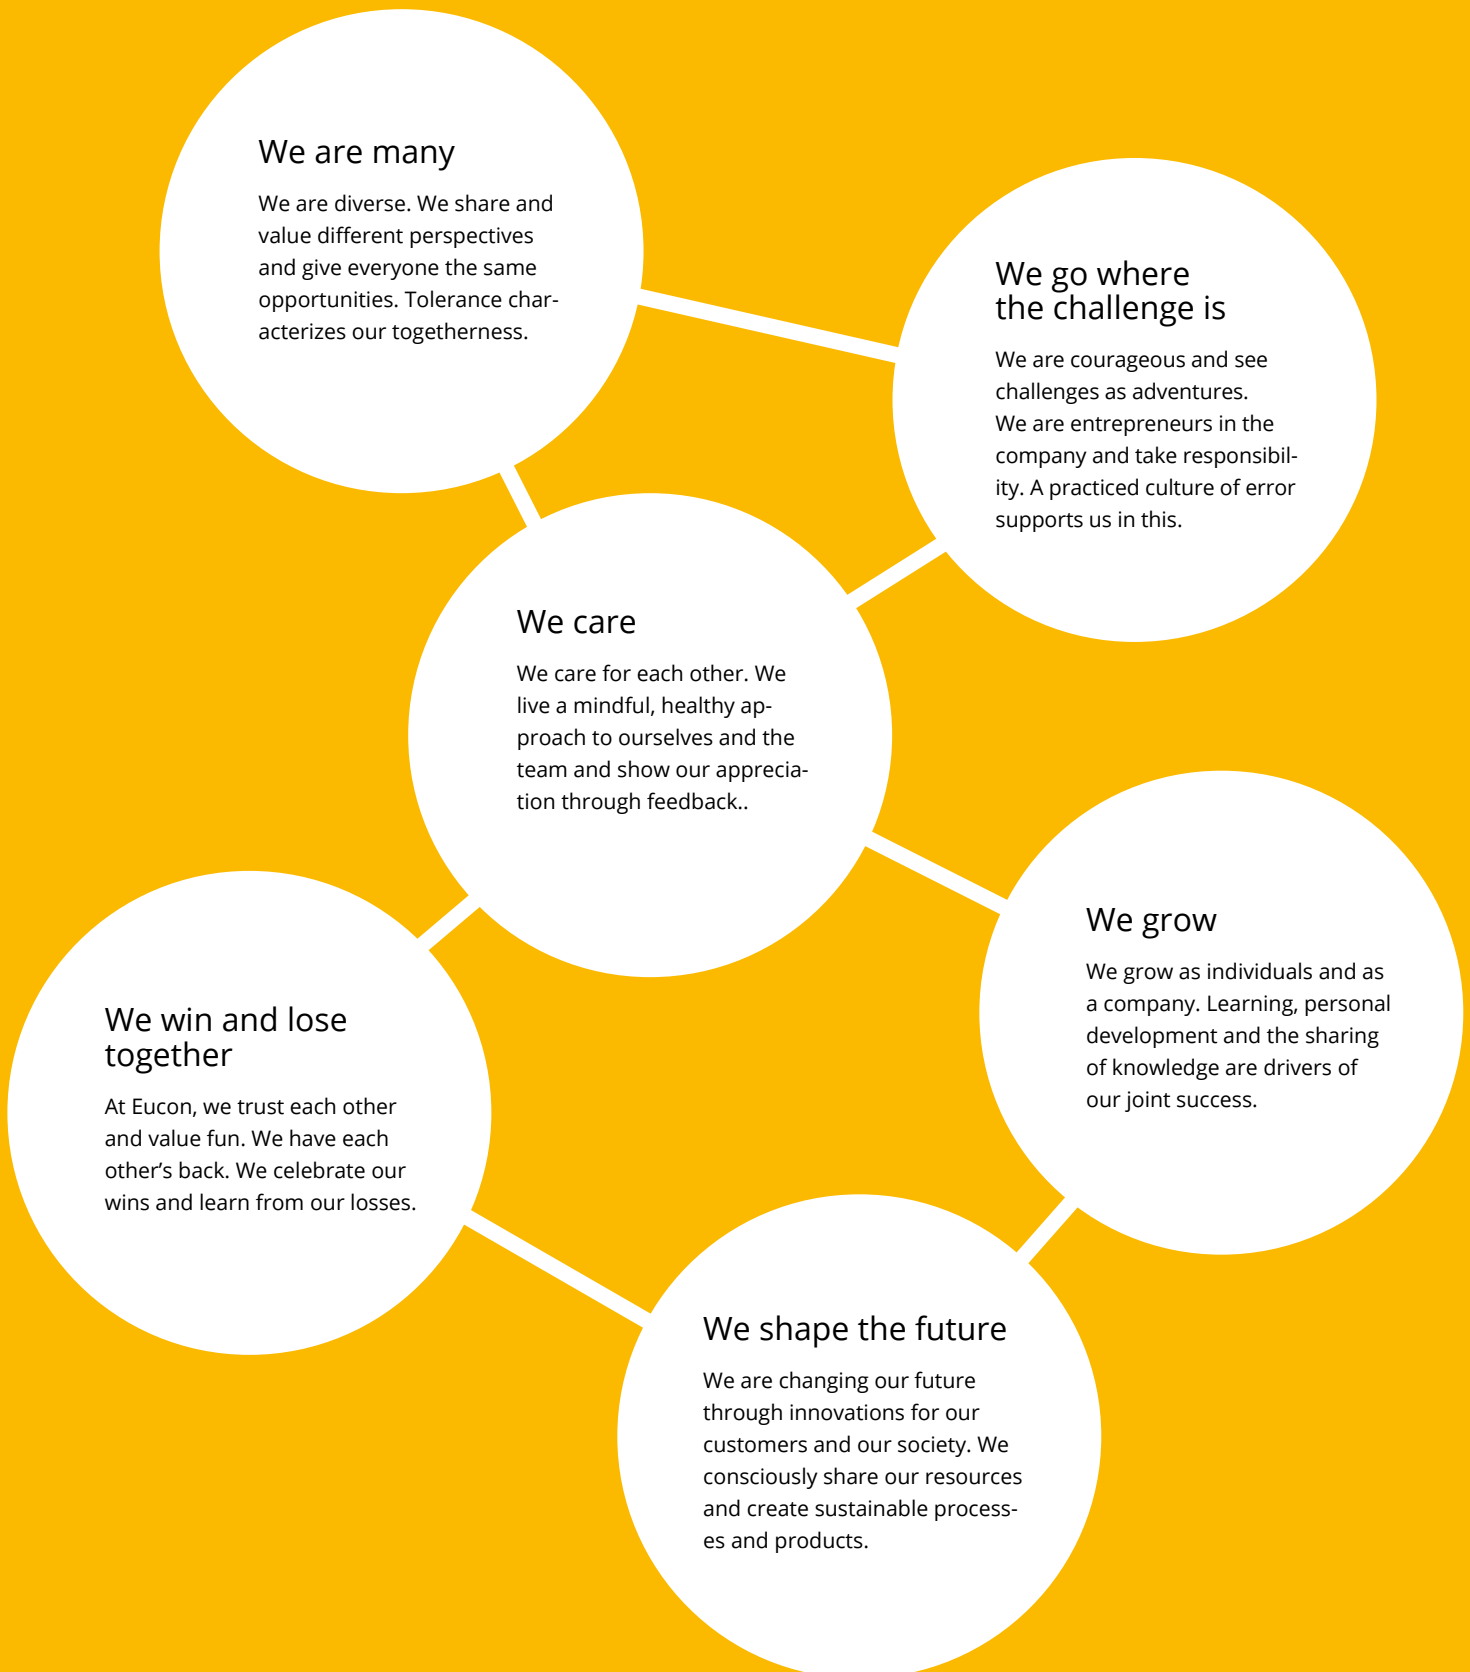 We are many
We are diverse. We share and
value different perspectives
and give everyone the same
opportunities. Tolerance char-
acterizes our togetherness.
We go where
the challenge is
We are courageous and see
challenges as adventures.
We are entrepreneurs in the
company and take responsibil-
ity. A practiced culture of error
supports us in this.
We care
We care for each other. We
live a mindful, healthy ap-
proach to ourselves and the
team and show our apprecia-
tion through feedback..
We grow
We grow as individuals and as
a company. Learning, personal
development and the sharing
of knowledge are drivers of
our joint success.
We win and lose
together
At Eucon, we trust each other
and value fun. We have each
other’s back. We celebrate our
wins and learn from our losses.
We shape the future
We are changing our future
through innovations for our
customers and our society. We
consciously share our resources
and create sustainable process-
es and products.